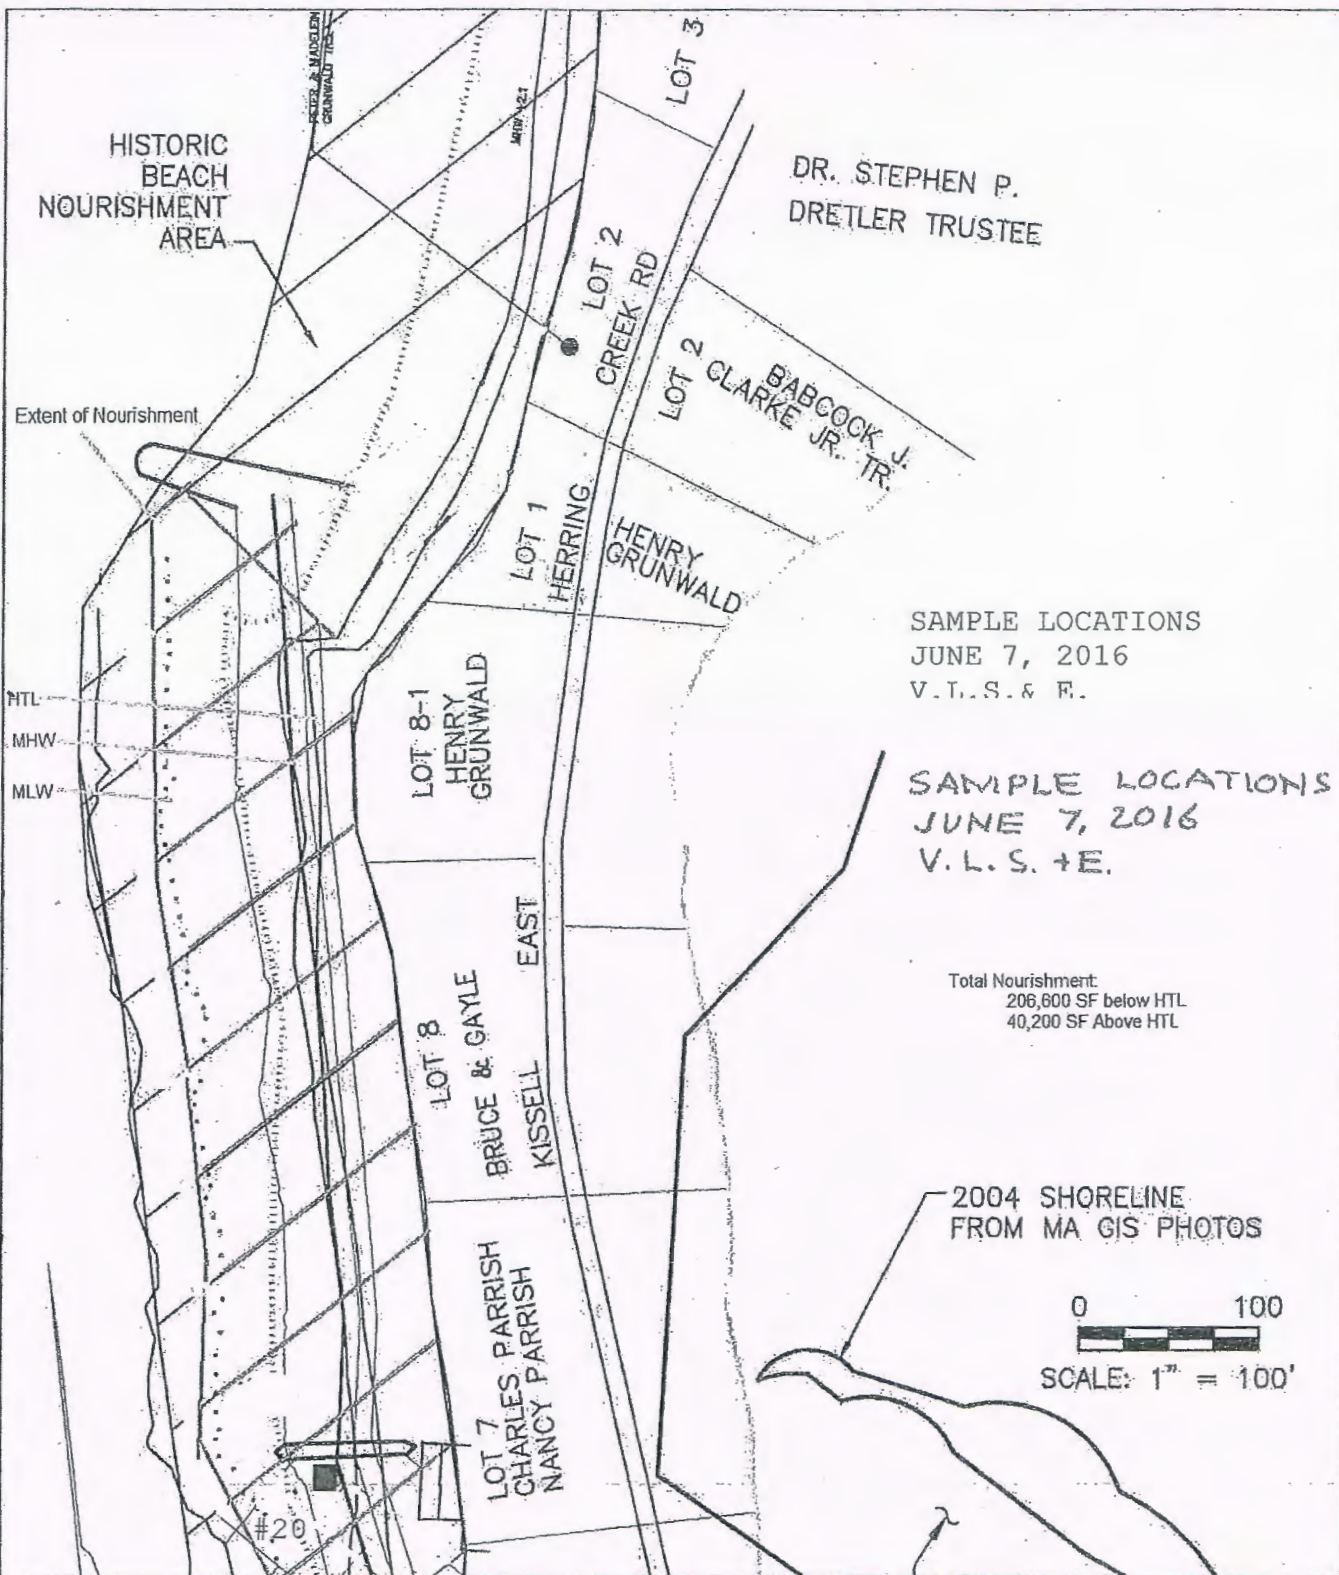 PETER & MADELEIN
GRUNWALD
LOT 3
HISTORIC
BEACH
NOURISHMENT
AREA
DR. STEPHEN P.
DRETLER TRUSTEE
LOT 2
CREEK RD
LOT 2
BABCOCK J.
CLARKE JR. TR.
Extent of Nourishment
LOT 1
HERRING
HENRY
GRUNWALD
SAMPLE LOCATIONS
JUNE 7, 2016
V.L.S.& E.
HTL
MHW
MLW
LOT 8-1
HENRY
GRUNWALD
SAMPLE LOCATIONS
JUNE 7, 2016
V. L. S. +E.
EAST
Total Nourishment:
206,600 SF below HTL
40,200 SF Above HTL
LOT 8
BRUCE & GAYLE
KISSELL
2004 SHORELINE
FROM MA GIS PHOTOS
0 100
SCALE: 1" = 100'
LOT 7
CHARLES PARRISH
NANCY PARRISH
#20